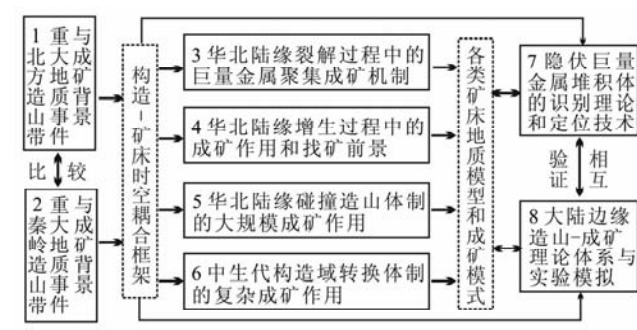 1 北方造山带
重大地质事件
与成矿背景
比较
2 秦岭造山带
重大地质事件
与成矿背景
构造-矿床时空耦合框架
3 华北陆缘裂解过程中的
巨量金属聚集成矿机制
4 华北陆缘增生过程中的
成矿作用和找矿前景
5 华北陆缘碰撞造山体制
的大规模成矿作用
6 中生代构造域转换体制
的复杂成矿作用
各类矿床地质模型和成矿模式
7 隐伏巨量
金属堆积体
的识别理论
和定位技术
相互
验证
8 大陆边缘
造山-成矿
理论体系与
实验模拟